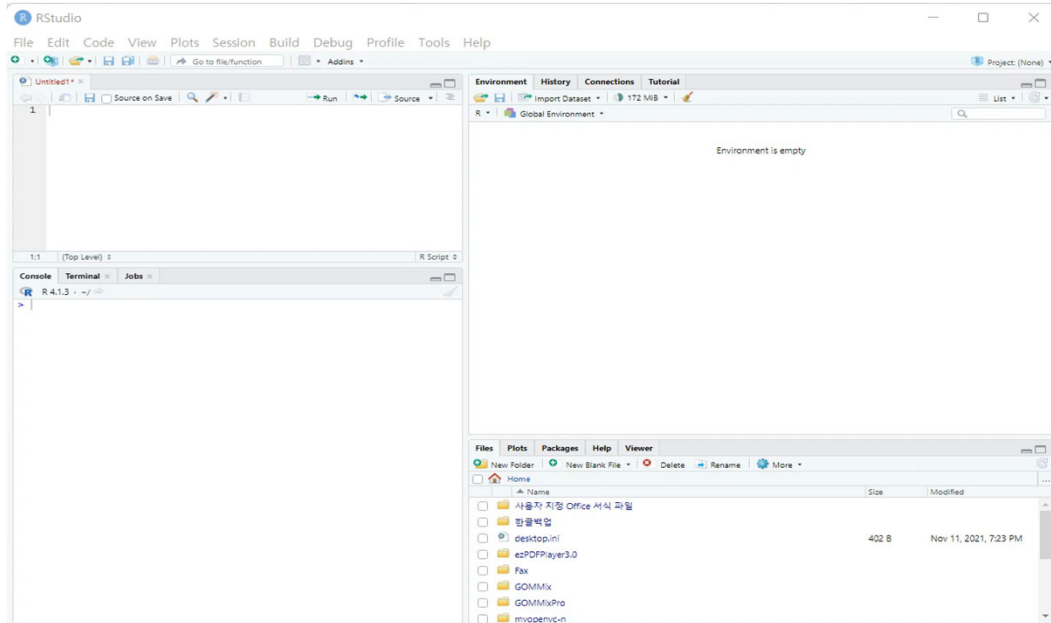 RStudio
File Edit Code View Plots Session Build Debug Profile Tools Help
Go to file/function Addins Project: (None)
Untitled1*
Source on Save Run Source
1
1:1 (Top Level) R Script
Console Terminal Jobs
R 4.1.3 · ~/
>
Environment History Connections Tutorial
Import Dataset 172 MiB List
R Global Environment
Environment is empty
Files Plots Packages Help Viewer
New Folder New Blank File Delete Rename More
Home
Name Size Modified
사용자 지정 Office 서식 파일
한글백업
desktop.ini 402 B Nov 11, 2021, 7:23 PM
ezPDFPlayer3.0
Fax
GOMMix
GOMMixPro
myopenvc-n